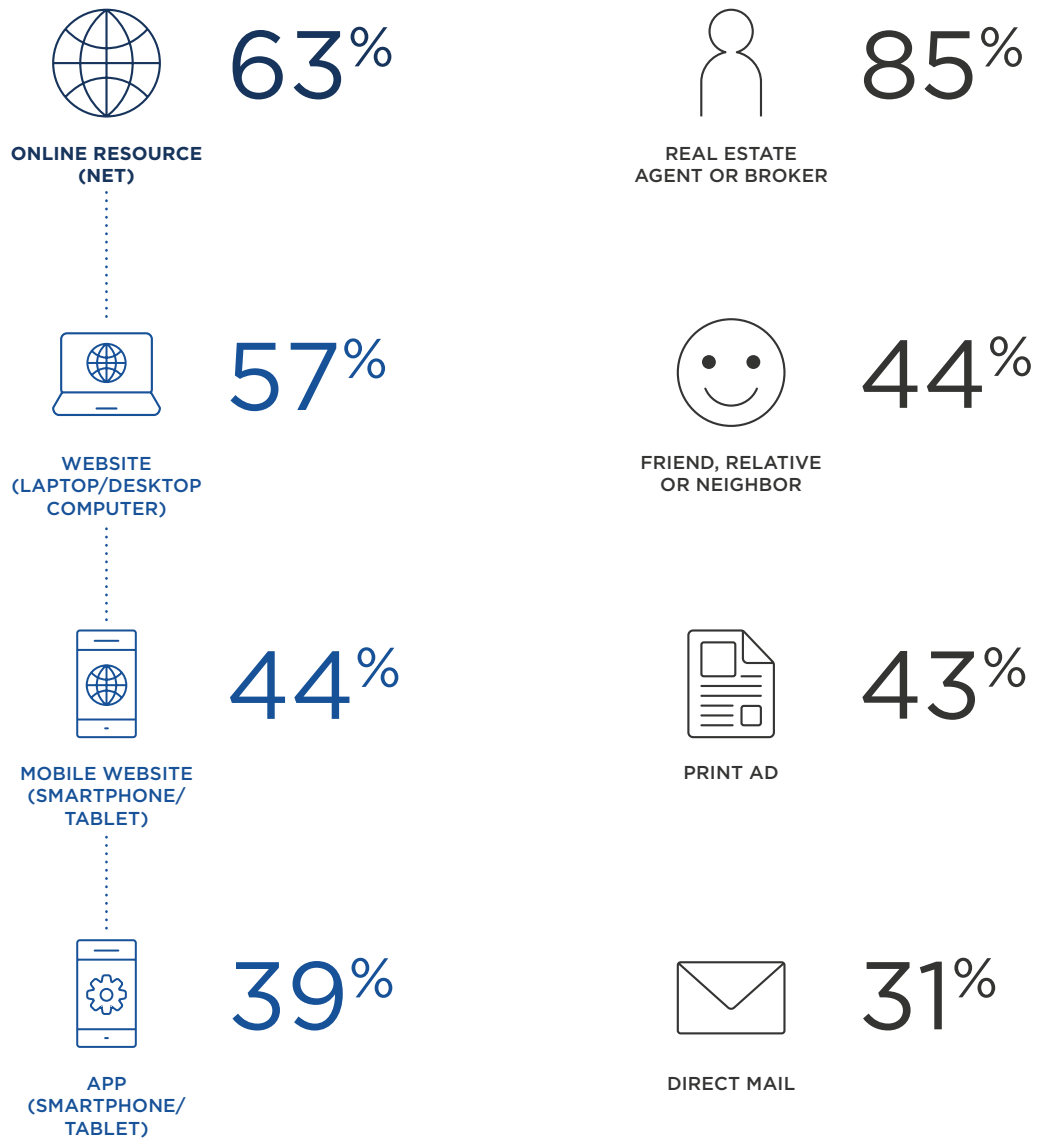 63%
ONLINE RESOURCE
(NET)
85%
REAL ESTATE
AGENT OR BROKER
57%
WEBSITE
(LAPTOP/DESKTOP
COMPUTER)
44%
FRIEND, RELATIVE
OR NEIGHBOR
44%
MOBILE WEBSITE
(SMARTPHONE/
TABLET)
43%
PRINT AD
39%
APP
(SMARTPHONE/
TABLET)
31%
DIRECT MAIL